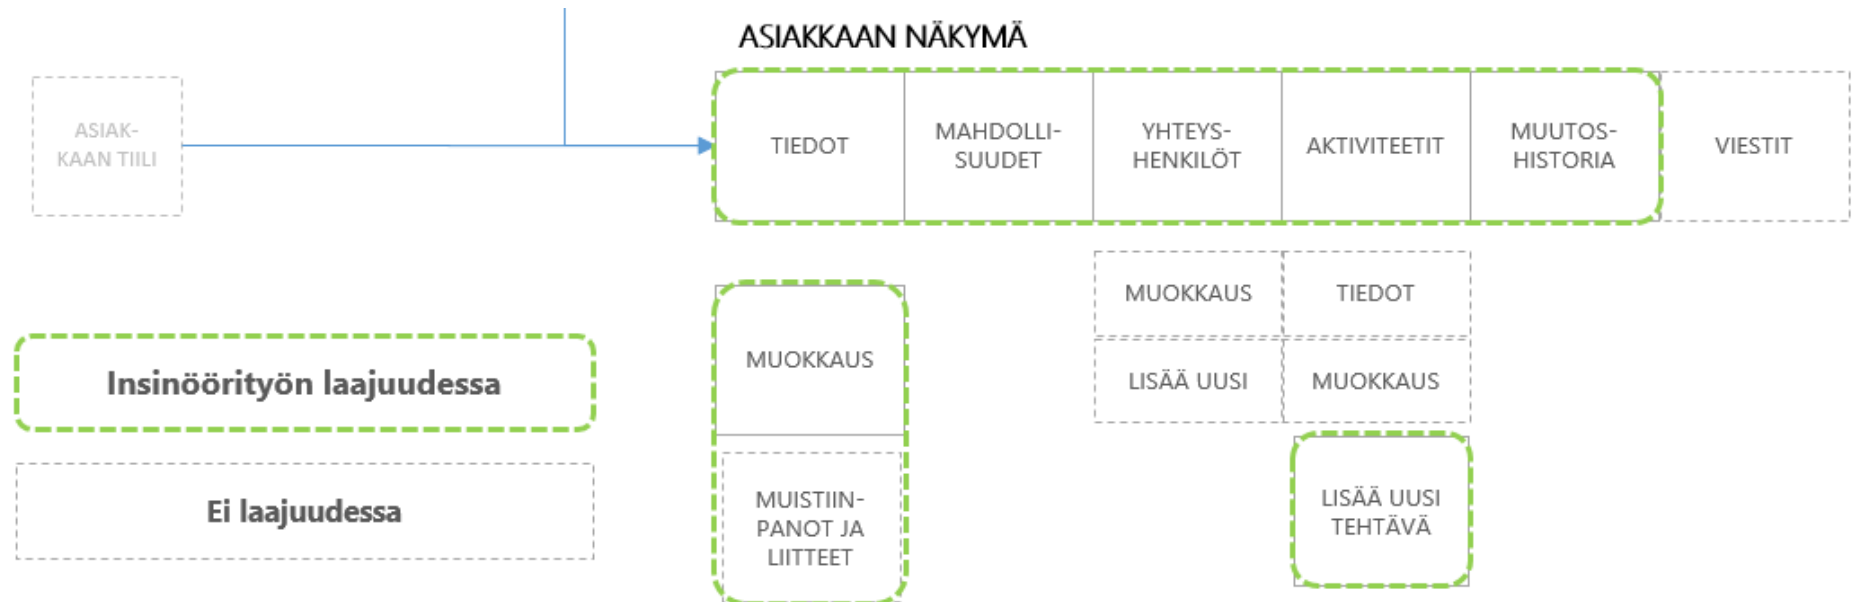 ASIAKKAAN NÄKYMÄ
ASIAK-
KAAN TIILI
TIEDOT
MAHDOLLI-
SUUDET
YHTEYS-
HENKILÖT
AKTIVITEETIT
MUUTOS-
HISTORIA
VIESTIT
MUOKKAUS
TIEDOT
MUOKKAUS
LISÄÄ UUSI
MUOKKAUS
Insinöörityön laajuudessa
Ei laajuudessa
MUISTIIN-
PANOT JA
LIITTEET
LISÄÄ UUSI
TEHTÄVÄ